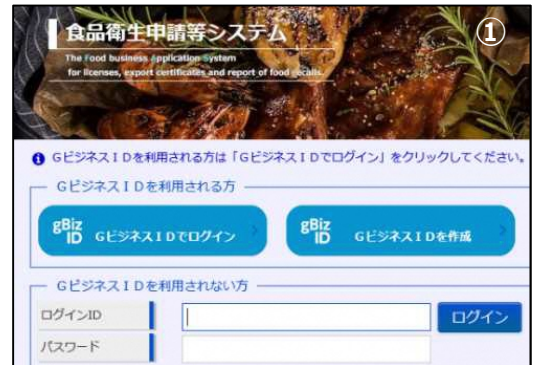 食品衛生申請等システム
①
The Food business Application System
for licenses, export certificates and report of food recalls.
GビジネスIDを利用される方は「GビジネスIDでログイン」をクリックしてください。
GビジネスIDを利用される方
gBiz ID GビジネスIDでログイン
gBiz ID GビジネスIDを作成
GビジネスIDを利用されない方
ログインID
ログイン
パスワード